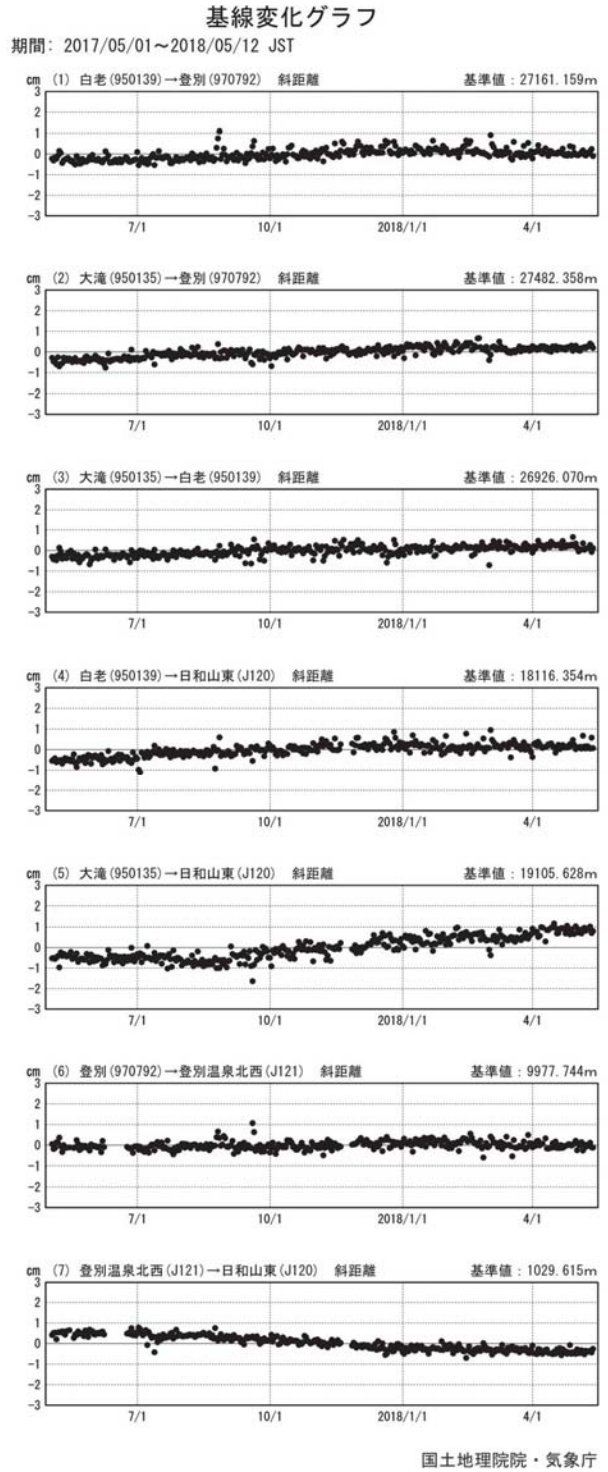 基線変化グラフ
期間: 2017/05/01～2018/05/12 JST
cm (1) 白老(950139)→登別(970792) 斜距離 基準値：27161.159m
3
2
1
0
-1
-2
-3
7/1 10/1 2018/1/1 4/1
cm (2) 大滝(950135)→登別(970792) 斜距離 基準値：27482.358m
3
2
1
0
-1
-2
-3
7/1 10/1 2018/1/1 4/1
cm (3) 大滝(950135)→白老(950139) 斜距離 基準値：26926.070m
3
2
1
0
-1
-2
-3
7/1 10/1 2018/1/1 4/1
cm (4) 白老(950139)→日和山東(J120) 斜距離 基準値：18116.354m
3
2
1
0
-1
-2
-3
7/1 10/1 2018/1/1 4/1
cm (5) 大滝(950135)→日和山東(J120) 斜距離 基準値：19105.628m
3
2
1
0
-1
-2
-3
7/1 10/1 2018/1/1 4/1
cm (6) 登別(970792)→登別温泉北西(J121) 斜距離 基準値：9977.744m
3
2
1
0
-1
-2
-3
7/1 10/1 2018/1/1 4/1
cm (7) 登別温泉北西(J121)→日和山東(J120) 斜距離 基準値：1029.615m
3
2
1
0
-1
-2
-3
7/1 10/1 2018/1/1 4/1
国土地理院院・気象庁